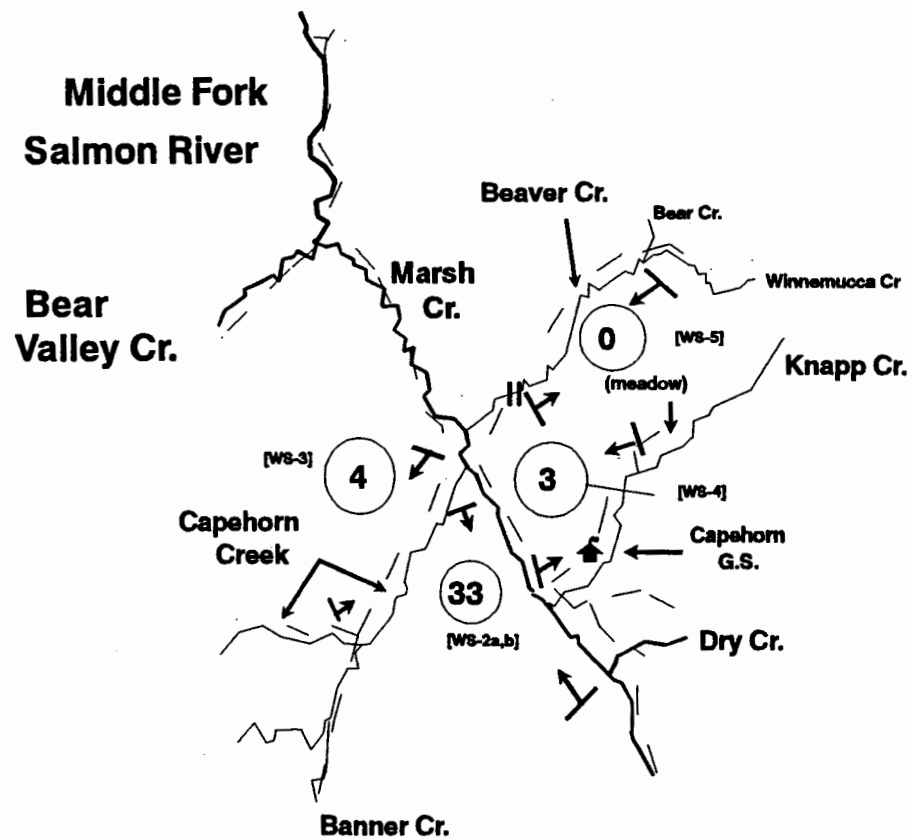 Middle Fork
Salmon River
Beaver Cr.
Bear Cr.
Marsh
Cr.
Winnemucca Cr
Bear
Valley Cr.
0
[WS-5]
Knapp Cr.
(meadow)
[WS-3]
4
3
[WS-4]
Capehorn
Creek
Capehorn
G.S.
33
[WS-2a,b]
Dry Cr.
Banner Cr.